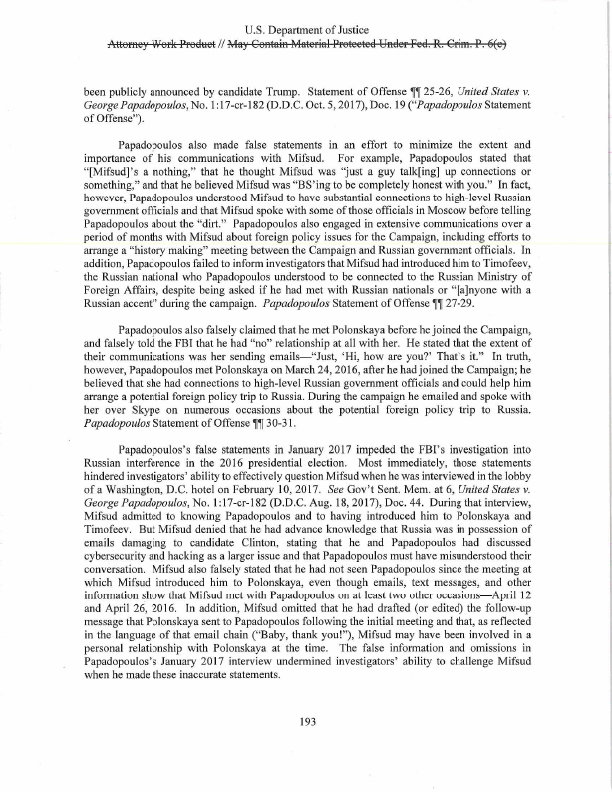 U.S. Department of Justice
Attorney Work Product // May Contain Material Protected Under Fed. R. Crim. P. 6(e)
been publicly announced by candidate Trump. Statement of Offense ¶¶ 25-26, United States v.
George Papadopoulos, No. 1:17-cr-182 (D.D.C. Oct. 5, 2017), Doc. 19 ("Papadopoulos Statement
of Offense").
Papadopoulos also made false statements in an effort to minimize the extent and
importance of his communications with Mifsud. For example, Papadopoulos stated that
"[Mifsud]'s a nothing," that he thought Mifsud was "just a guy talk[ing] up connections or
something," and that he believed Mifsud was "BS'ing to be completely honest with you." In fact,
however, Papadopoulos understood Mifsud to have substantial connections to high-level Russian
government officials and that Mifsud spoke with some of those officials in Moscow before telling
Papadopoulos about the "dirt." Papadopoulos also engaged in extensive communications over a
period of months with Mifsud about foreign policy issues for the Campaign, including efforts to
arrange a "history making" meeting between the Campaign and Russian government officials. In
addition, Papadopoulos failed to inform investigators that Mifsud had introduced him to Timofeev,
the Russian national who Papadopoulos understood to be connected to the Russian Ministry of
Foreign Affairs, despite being asked if he had met with Russian nationals or "[a]nyone with a
Russian accent" during the campaign. Papadopoulos Statement of Offense ¶¶ 27-29.
Papadopoulos also falsely claimed that he met Polonskaya before he joined the Campaign,
and falsely told the FBI that he had "no" relationship at all with her. He stated that the extent of
their communications was her sending emails—"Just, 'Hi, how are you?' That's it." In truth,
however, Papadopoulos met Polonskaya on March 24, 2016, after he had joined the Campaign; he
believed that she had connections to high-level Russian government officials and could help him
arrange a potential foreign policy trip to Russia. During the campaign he emailed and spoke with
her over Skype on numerous occasions about the potential foreign policy trip to Russia.
Papadopoulos Statement of Offense ¶¶ 30-31.
Papadopoulos's false statements in January 2017 impeded the FBI's investigation into
Russian interference in the 2016 presidential election. Most immediately, those statements
hindered investigators' ability to effectively question Mifsud when he was interviewed in the lobby
of a Washington, D.C. hotel on February 10, 2017. See Gov't Sent. Mem. at 6, United States v.
George Papadopoulos, No. 1:17-cr-182 (D.D.C. Aug. 18, 2017), Doc. 44. During that interview,
Mifsud admitted to knowing Papadopoulos and to having introduced him to Polonskaya and
Timofeev. But Mifsud denied that he had advance knowledge that Russia was in possession of
emails damaging to candidate Clinton, stating that he and Papadopoulos had discussed
cybersecurity and hacking as a larger issue and that Papadopoulos must have misunderstood their
conversation. Mifsud also falsely stated that he had not seen Papadopoulos since the meeting at
which Mifsud introduced him to Polonskaya, even though emails, text messages, and other
information show that Mifsud met with Papadopoulos on at least two other occasions—April 12
and April 26, 2016. In addition, Mifsud omitted that he had drafted (or edited) the follow-up
message that Polonskaya sent to Papadopoulos following the initial meeting and that, as reflected
in the language of that email chain ("Baby, thank you!"), Mifsud may have been involved in a
personal relationship with Polonskaya at the time. The false information and omissions in
Papadopoulos's January 2017 interview undermined investigators' ability to challenge Mifsud
when he made these inaccurate statements.
193